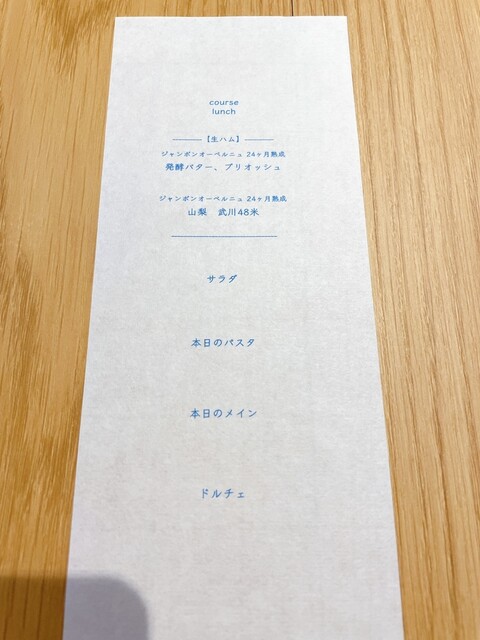 course
lunch
【生ハム】
ジャンボンオーベルニュ 24ヶ月熟成
発酵バター、ブリオッシュ
ジャンボンオーベルニュ 24ヶ月熟成
山梨　武川48米
サラダ
本日のパスタ
本日のメイン
ドルチェ